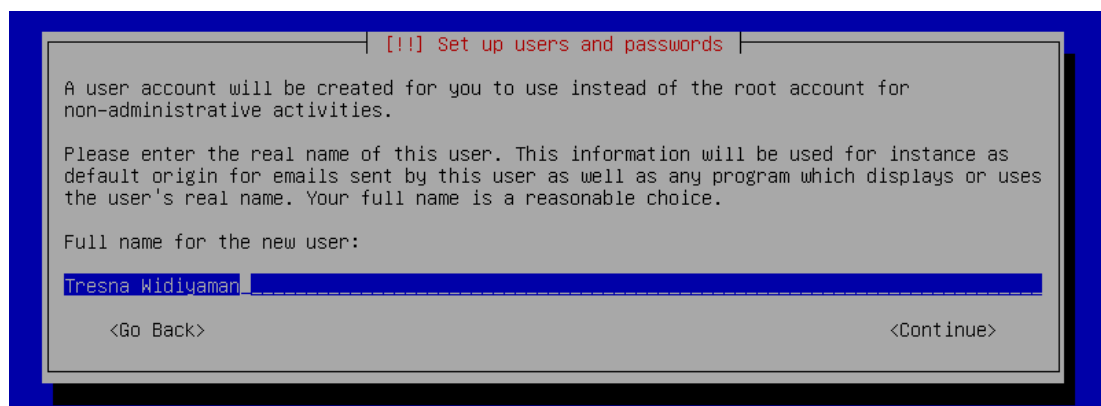 [!!] Set up users and passwords
A user account will be created for you to use instead of the root account for
non-administrative activities.
Please enter the real name of this user. This information will be used for instance as
default origin for emails sent by this user as well as any program which displays or uses
the user's real name. Your full name is a reasonable choice.
Full name for the new user:
Tresna Widiyaman
<Go Back> <Continue>